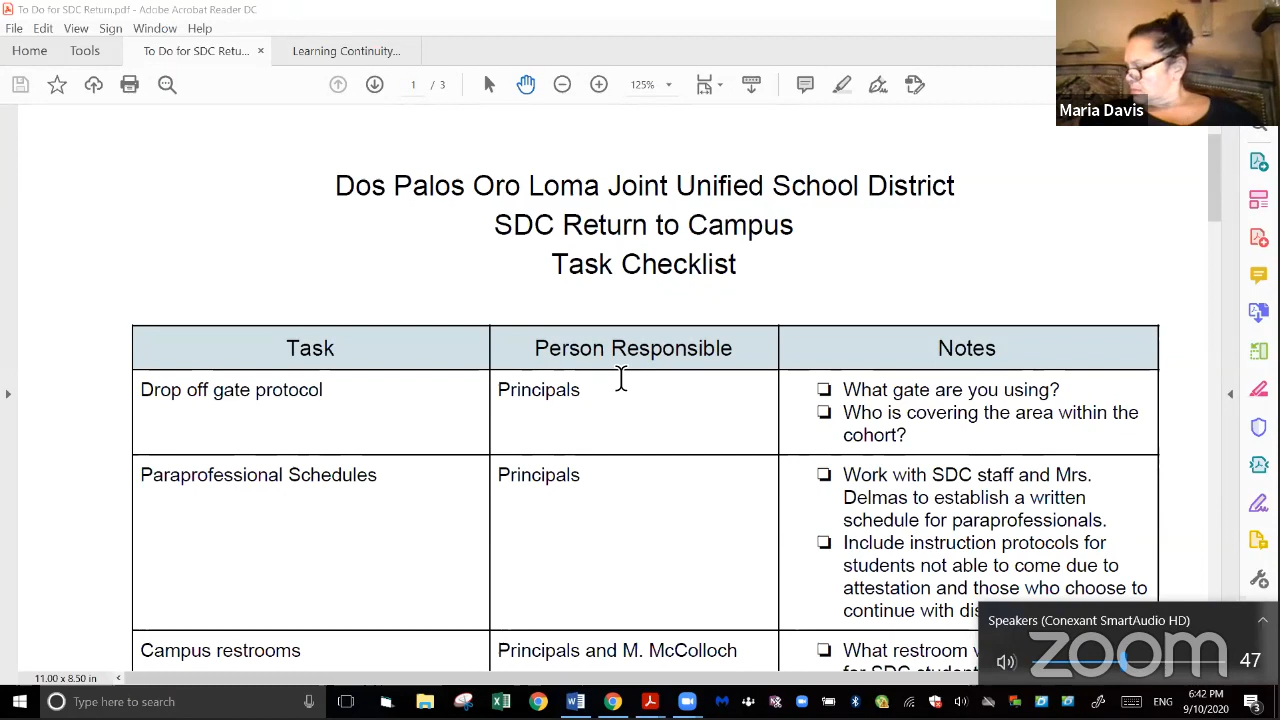 To Do for SDC Return.pdf - Adobe Acrobat Reader DC
File Edit View Sign Window Help
Home Tools To Do for SDC Retu... × Learning Continuity...
1 / 3 125%
Maria Davis
Dos Palos Oro Loma Joint Unified School District
SDC Return to Campus
Task Checklist
Task Person Responsible Notes
Drop off gate protocol Principals What gate are you using?
Who is covering the area within the
cohort?
Paraprofessional Schedules Principals Work with SDC staff and Mrs.
Delmas to establish a written
schedule for paraprofessionals.
Include instruction protocols for
students not able to come due to
attestation and those who choose to
continue with
Speakers (Conexant SmartAudio HD)
zoom 47
Campus restrooms Principals and M. McColloch What restroom
for SDC
11.00 x 8.50 in
Type here to search
ENG 6:42 PM
9/10/2020 3